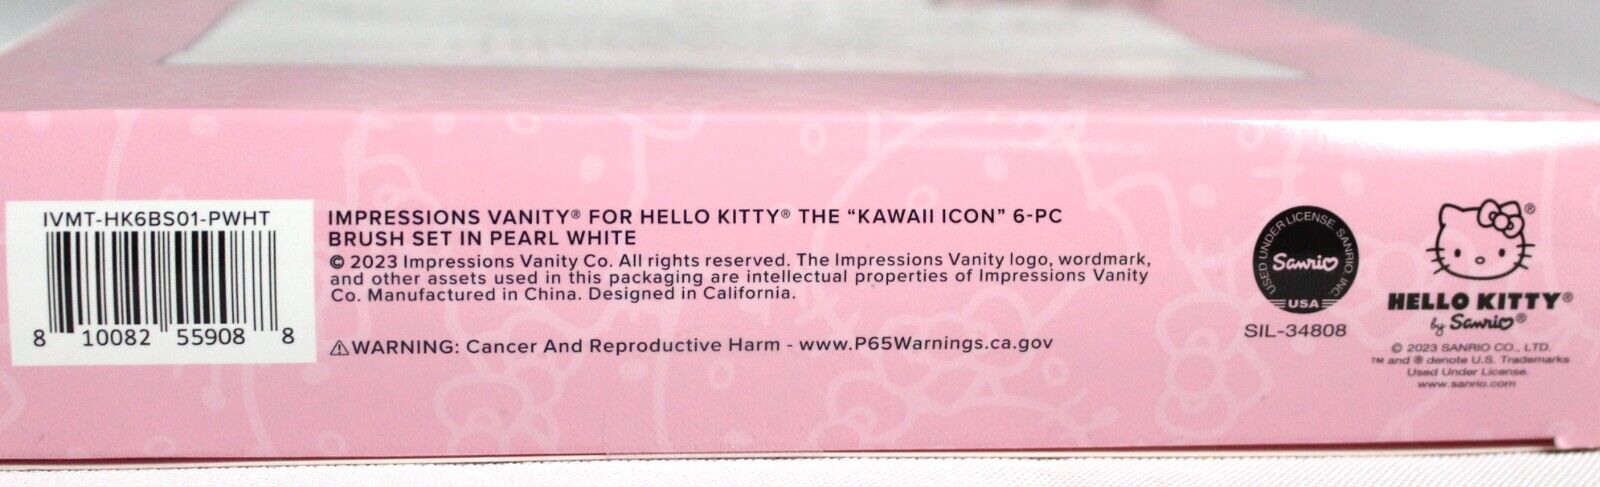 IVMT-HK6BS01-PWHT
8 10082 55908 8
IMPRESSIONS VANITY® FOR HELLO KITTY® THE “KAWAII ICON” 6-PC
BRUSH SET IN PEARL WHITE
© 2023 Impressions Vanity Co. All rights reserved. The Impressions Vanity logo, wordmark,
and other assets used in this packaging are intellectual properties of Impressions Vanity
Co. Manufactured in China. Designed in California.
⚠WARNING: Cancer And Reproductive Harm - www.P65Warnings.ca.gov
USED UNDER LICENSE, SANRIO, INC.
Sanrio
USA
SIL-34808
®
HELLO KITTY®
by Sanrio®
© 2023 SANRIO CO., LTD.
™ and ® denote U.S. Trademarks
Used Under License.
www.sanrio.com